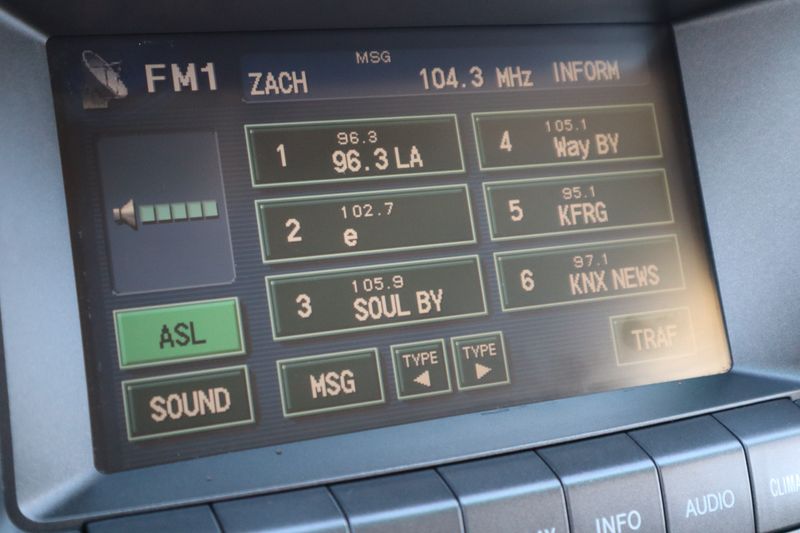 FM1
MSG
ZACH 104.3 MHz INFORM
1 96.3 96.3 LA
4 105.1 Way BY
2 102.7 e
5 95.1 KFRG
3 105.9 SOUL BY
6 97.1 KNX NEWS
ASL
SOUND
MSG
TYPE
TYPE
TRAF
INFO
AUDIO